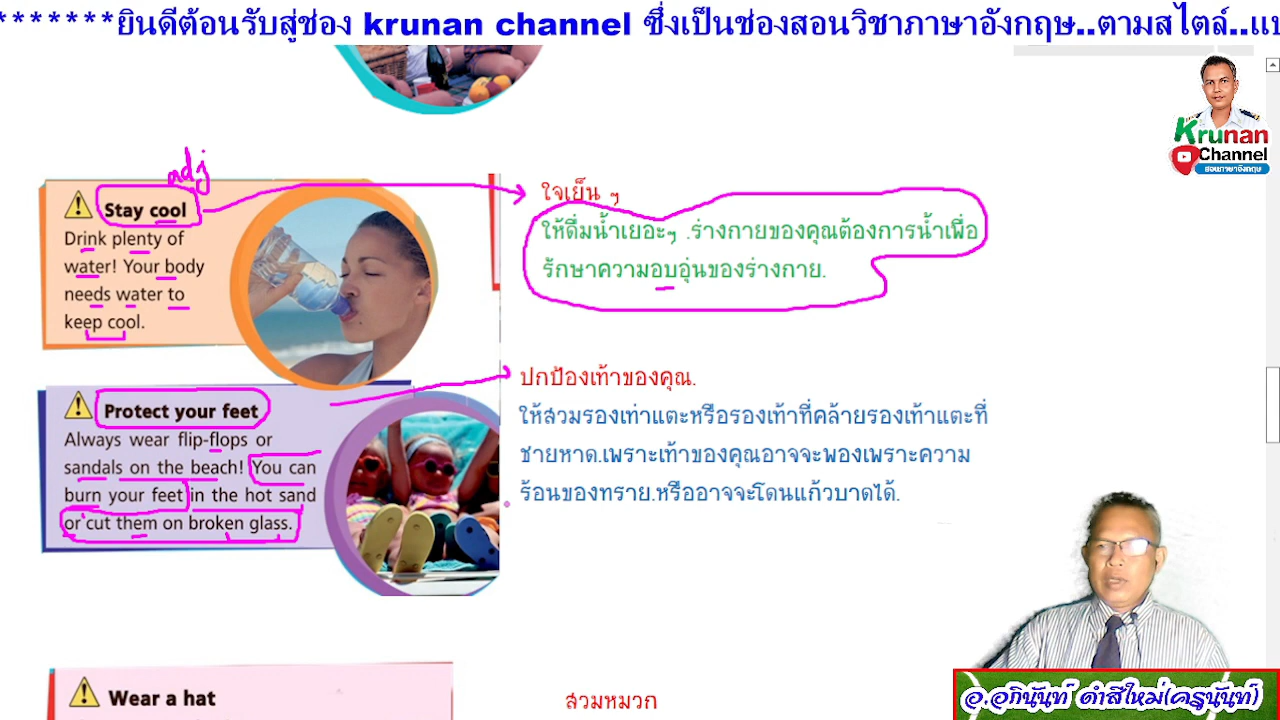 *******ยินดีต้อนรับสู่ช่อง krunan channel ซึ่งเป็นช่องสอนวิชาภาษาอังกฤษ..ตามสไตล์..แบ
Krunan
Channel
สอนภาษาอังกฤษ
adj
Stay cool
Drink plenty of
water! Your body
needs water to
keep cool.
ใจเย็น ๆ
ให้ดื่มน้ำเยอะๆ .ร่างกายของคุณต้องการน้ำเพื่อ
รักษาความอบอุ่นของร่างกาย.
Protect your feet
Always wear flip-flops or
sandals on the beach! You can
burn your feet in the hot sand
or cut them on broken glass.
ปกป้องเท้าของคุณ.
ให้สวมรองเท่าแตะหรือรองเท้าที่คล้ายรองเท้าแตะที่
ชายหาด.เพราะเท้าของคุณอาจจะพองเพราะความ
ร้อนของทราย.หรืออาจจะโดนแก้วบาดได้.
Wear a hat
สวมหมวก
อ.อภินันท์ ดำสีใหม่(ครูนันท์)